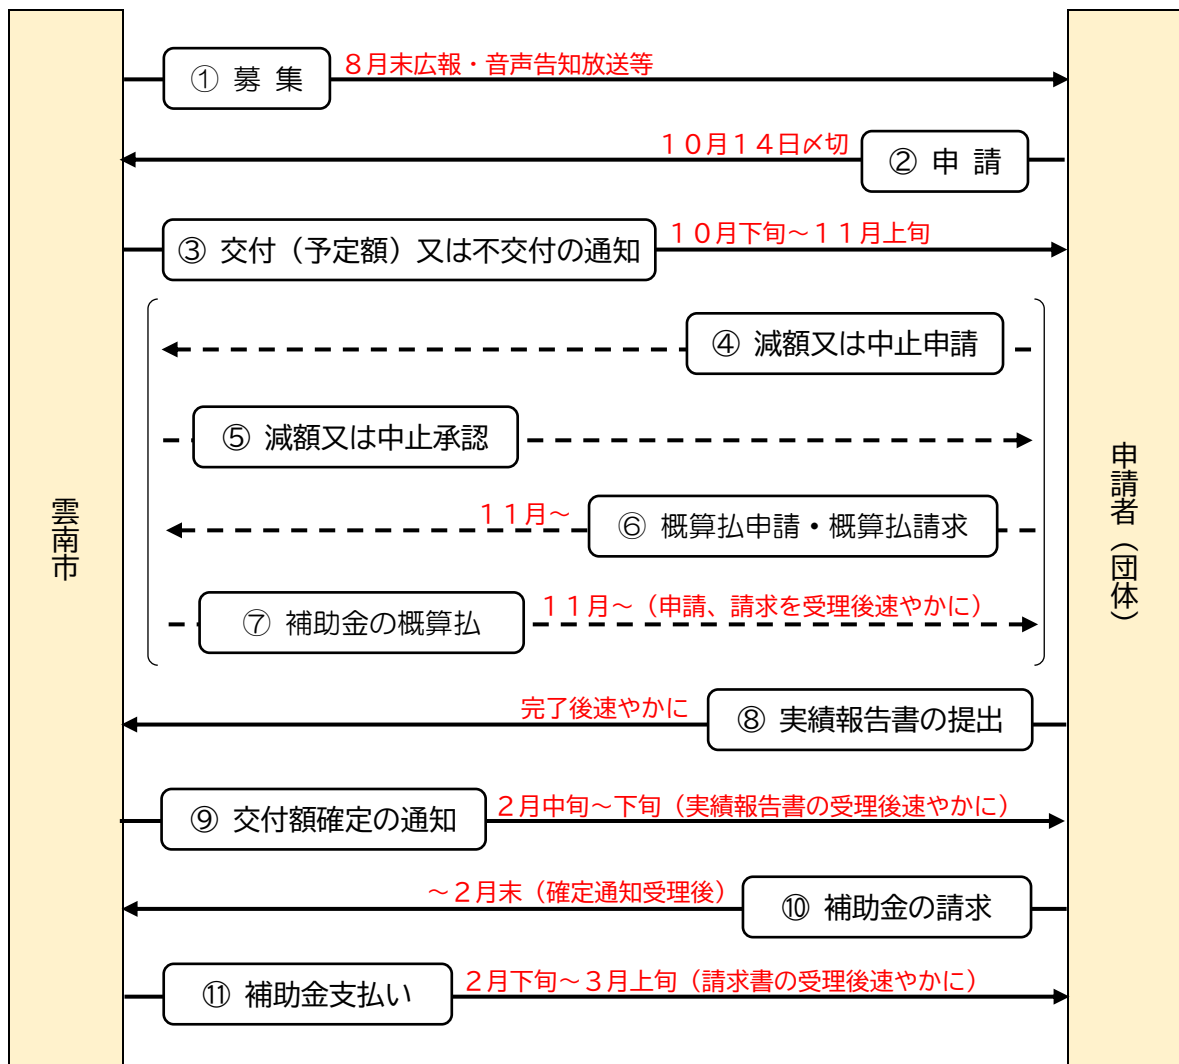 ① 募 集
８月末広報・音声告知放送等
１０月１４日〆切
② 申 請
③ 交付（予定額）又は不交付の通知
１０月下旬～１１月上旬
④ 減額又は中止申請
⑤ 減額又は中止承認
１１月～
⑥ 概算払申請・概算払請求
⑦ 補助金の概算払
１１月～（申請、請求を受理後速やかに）
完了後速やかに
⑧ 実績報告書の提出
⑨ 交付額確定の通知
２月中旬～下旬（実績報告書の受理後速やかに）
～２月末（確定通知受理後）
⑩ 補助金の請求
⑪ 補助金支払い
２月下旬～３月上旬（請求書の受理後速やかに）
雲南市
申請者（団体）